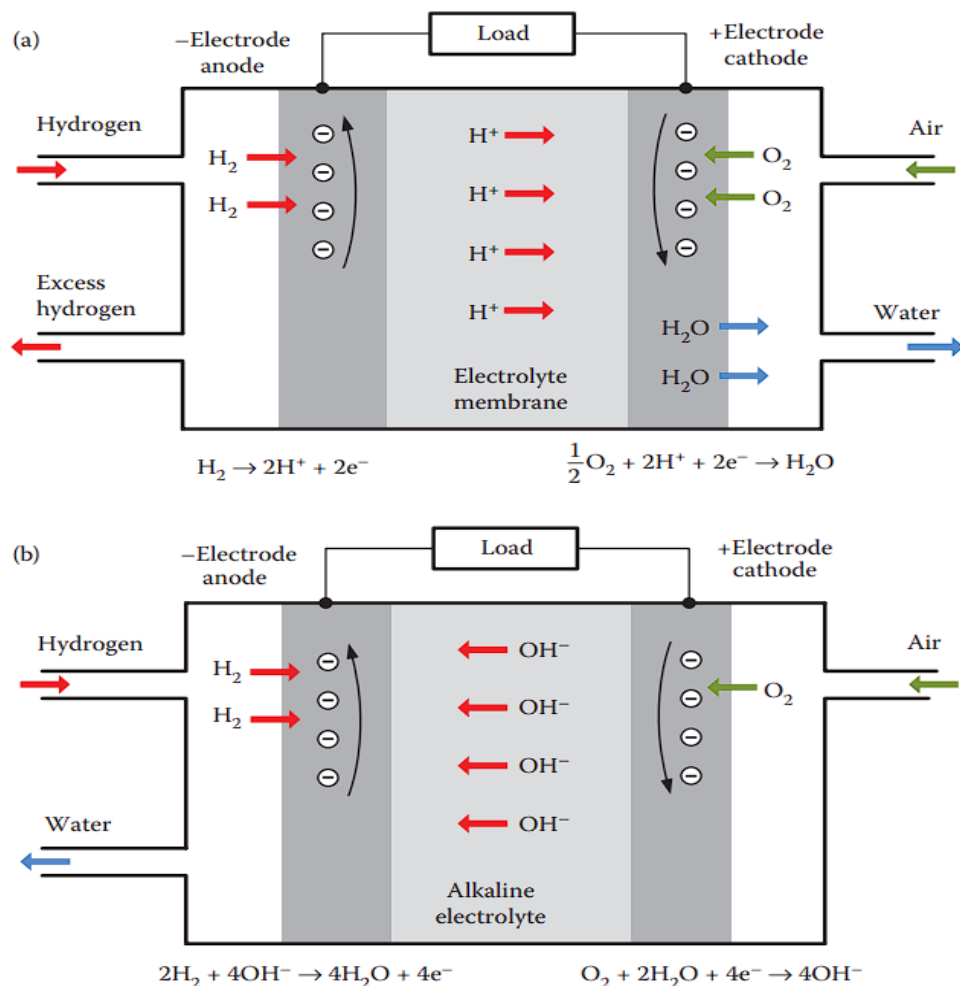 (a)
Load
−Electrode
anode
+Electrode
cathode
Hydrogen
Air
H₂
H₂
⊖
⊖
⊖
⊖
H⁺
H⁺
H⁺
H⁺
⊖
⊖
⊖
⊖
O₂
O₂
Excess
hydrogen
Water
H₂O
H₂O
Electrolyte
membrane
H₂ → 2H⁺ + 2e⁻
1/2 O₂ + 2H⁺ + 2e⁻ → H₂O
(b)
Load
−Electrode
anode
+Electrode
cathode
Hydrogen
Air
H₂
H₂
⊖
⊖
⊖
⊖
OH⁻
OH⁻
OH⁻
OH⁻
⊖
⊖
⊖
⊖
O₂
Water
Alkaline
electrolyte
2H₂ + 4OH⁻ → 4H₂O + 4e⁻
O₂ + 2H₂O + 4e⁻ → 4OH⁻